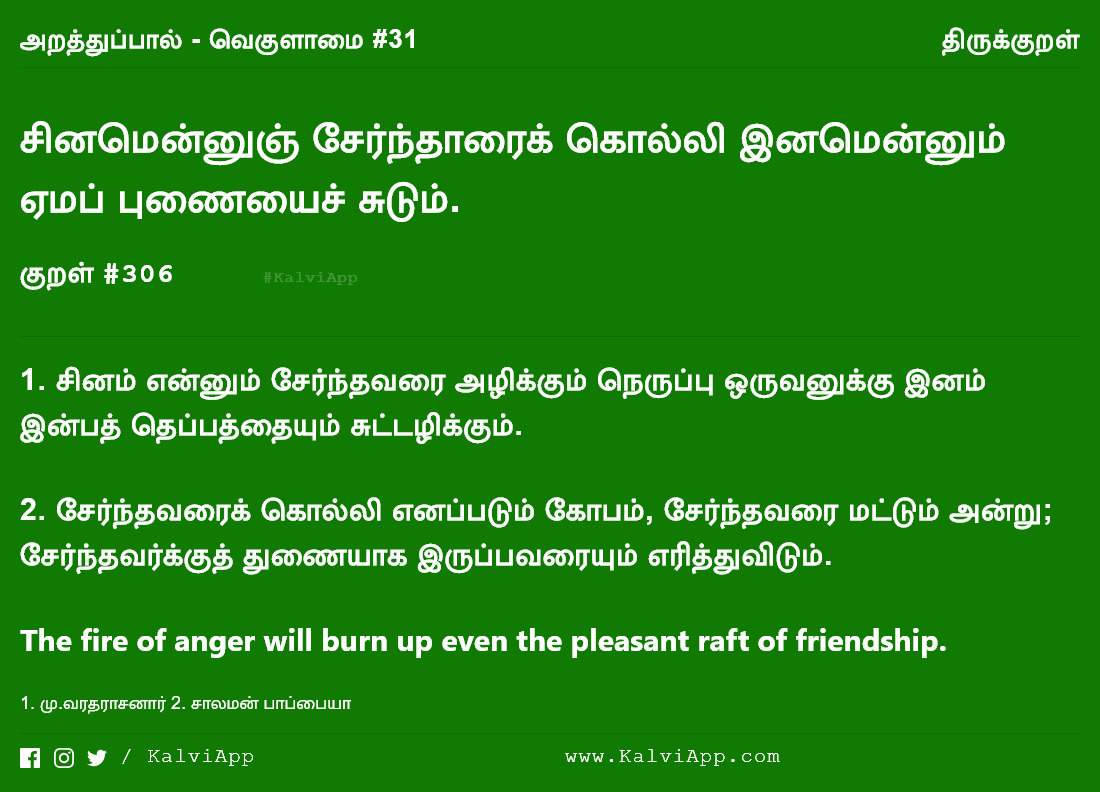 அறத்துப்பால் - வெகுளாமை #31
திருக்குறள்
சினமென்னுஞ் சேர்ந்தாரைக் கொல்லி இனமென்னும்
ஏமப் புணையைச் சுடும்.
குறள் #306
#KalviApp
1. சினம் என்னும் சேர்ந்தவரை அழிக்கும் நெருப்பு ஒருவனுக்கு இனம்
இன்பத் தெப்பத்தையும் சுட்டழிக்கும்.
2. சேர்ந்தவரைக் கொல்லி எனப்படும் கோபம், சேர்ந்தவரை மட்டும் அன்று;
சேர்ந்தவர்க்குத் துணையாக இருப்பவரையும் எரித்துவிடும்.
The fire of anger will burn up even the pleasant raft of friendship.
1. மு.வரதராசனார் 2. சாலமன் பாப்பையா
/ KalviApp
www.KalviApp.com